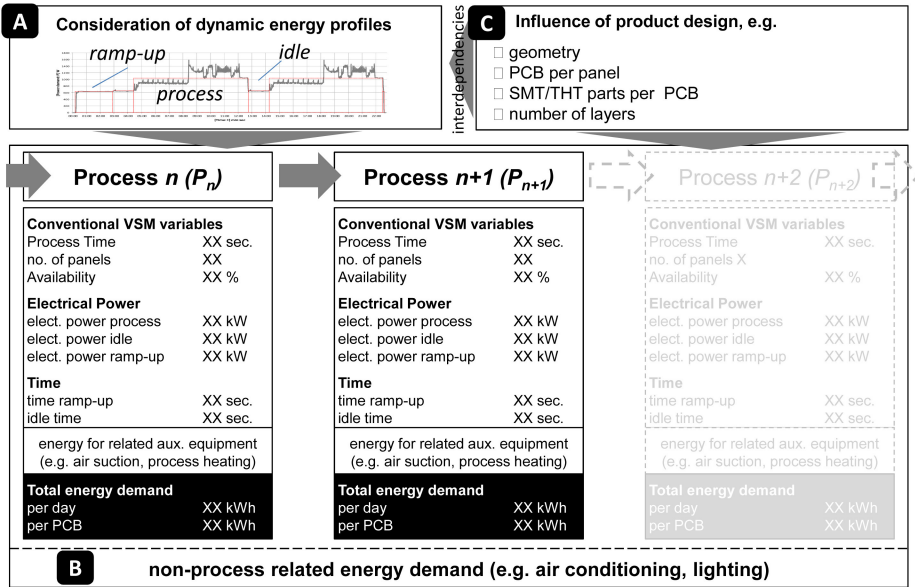 A
Consideration of dynamic energy profiles
ramp-up
idle
process
interdependencies
C
Influence of product design, e.g.
□ geometry
□ PCB per panel
□ SMT/THT parts per PCB
□ number of layers
Process n (Pn)
Conventional VSM variables
Process Time XX sec.
no. of panels XX
Availability XX %
Electrical Power
elect. power process XX kW
elect. power idle XX kW
elect. power ramp-up XX kW
Time
time ramp-up XX sec.
idle time XX sec.
energy for related aux. equipment
(e.g. air suction, process heating)
Total energy demand
per day XX kWh
per PCB XX kWh
Process n+1 (Pn+1)
Conventional VSM variables
Process Time XX sec.
no. of panels XX
Availability XX %
Electrical Power
elect. power process XX kW
elect. power idle XX kW
elect. power ramp-up XX kW
Time
time ramp-up XX sec.
idle time XX sec.
energy for related aux. equipment
(e.g. air suction, process heating)
Total energy demand
per day XX kWh
per PCB XX kWh
Process n+2 (Pn+2)
Conventional VSM variables
Process Time XX sec.
no. of panels X
Availability XX %
Electrical Power
elect. power process XX kW
elect. power idle XX kW
elect. power ramp-up XX kW
Time
time ramp-up XX sec.
idle time XX sec.
energy for related aux. equipment
(e.g. air suction, process heating)
Total energy demand
per day XX kWh
per PCB XX kWh
B
non-process related energy demand (e.g. air conditioning, lighting)